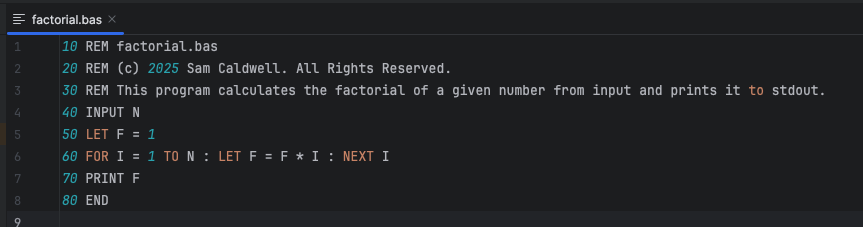 factorial.bas
1 10 REM factorial.bas
2 20 REM (c) 2025 Sam Caldwell. All Rights Reserved.
3 30 REM This program calculates the factorial of a given number from input and prints it to stdout.
4 40 INPUT N
5 50 LET F = 1
6 60 FOR I = 1 TO N : LET F = F * I : NEXT I
7 70 PRINT F
8 80 END
9